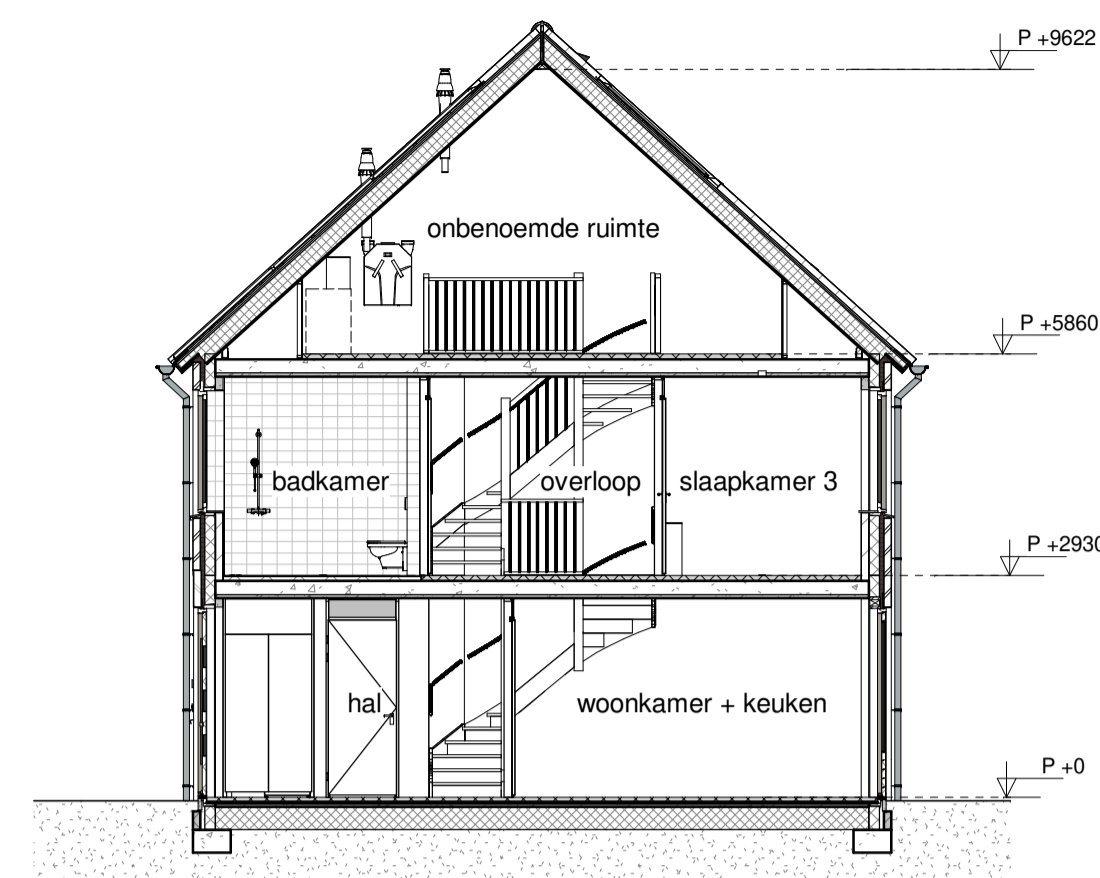 P +9622
onbenoemde ruimte
P +5860
badkamer
overloop
slaapkamer 3
P +2930
hal
woonkamer + keuken
P +0